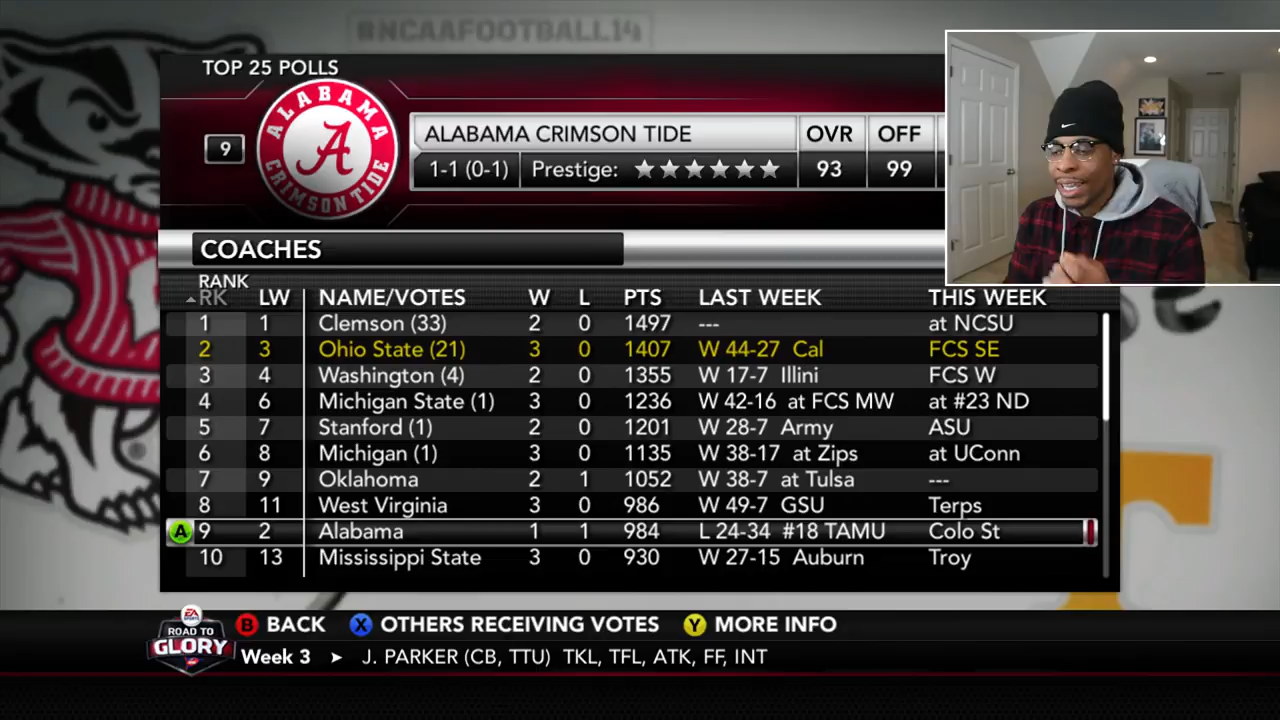 #NCAAFOOTBALL14
TOP 25 POLLS
ALABAMA
A
CRIMSON TIDE
9
ALABAMA CRIMSON TIDE OVR OFF
1-1 (0-1) Prestige: 93 99
COACHES
RANK
RK LW NAME/VOTES W L PTS LAST WEEK THIS WEEK
1 1 Clemson (33) 2 0 1497 --- at NCSU
2 3 Ohio State (21) 3 0 1407 W 44-27 Cal FCS SE
3 4 Washington (4) 2 0 1355 W 17-7 Illini FCS W
4 6 Michigan State (1) 3 0 1236 W 42-16 at FCS MW at #23 ND
5 7 Stanford (1) 2 0 1201 W 28-7 Army ASU
6 8 Michigan (1) 3 0 1135 W 38-17 at Zips at UConn
7 9 Oklahoma 2 1 1052 W 38-7 at Tulsa ---
8 11 West Virginia 3 0 986 W 49-7 GSU Terps
A 9 2 Alabama 1 1 984 L 24-34 #18 TAMU Colo St
10 13 Mississippi State 3 0 930 W 27-15 Auburn Troy
EA SPORTS
ROAD TO
GLORY
B BACK X OTHERS RECEIVING VOTES Y MORE INFO
Week 3 J. PARKER (CB, TTU) TKL, TFL, ATK, FF, INT